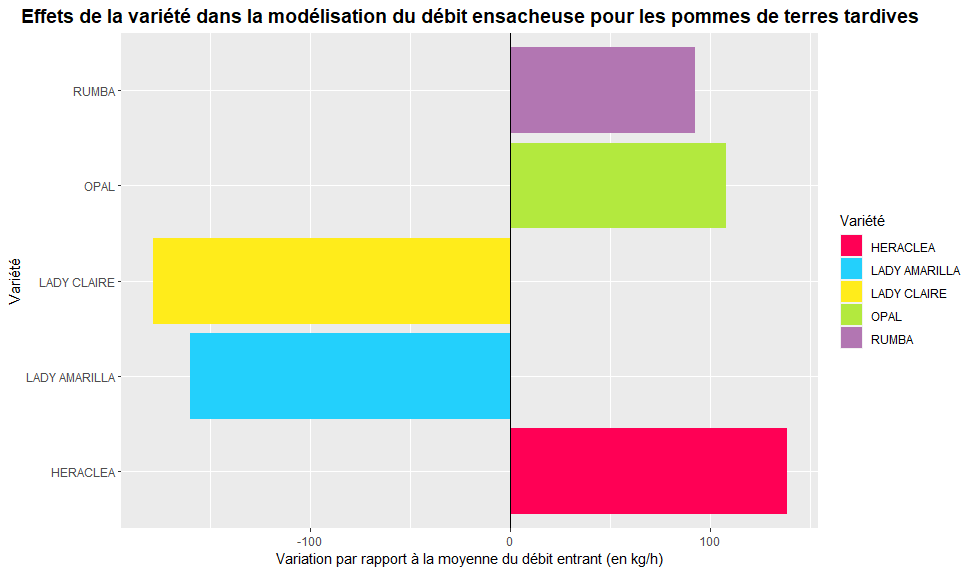 Effets de la variété dans la modélisation du débit ensacheuse pour les pommes de terres tardives
RUMBA
OPAL
LADY CLAIRE
LADY AMARILLA
HERACLEA
Variété
-100
0
100
Variation par rapport à la moyenne du débit entrant (en kg/h)
Variété
HERACLEA
LADY AMARILLA
LADY CLAIRE
OPAL
RUMBA